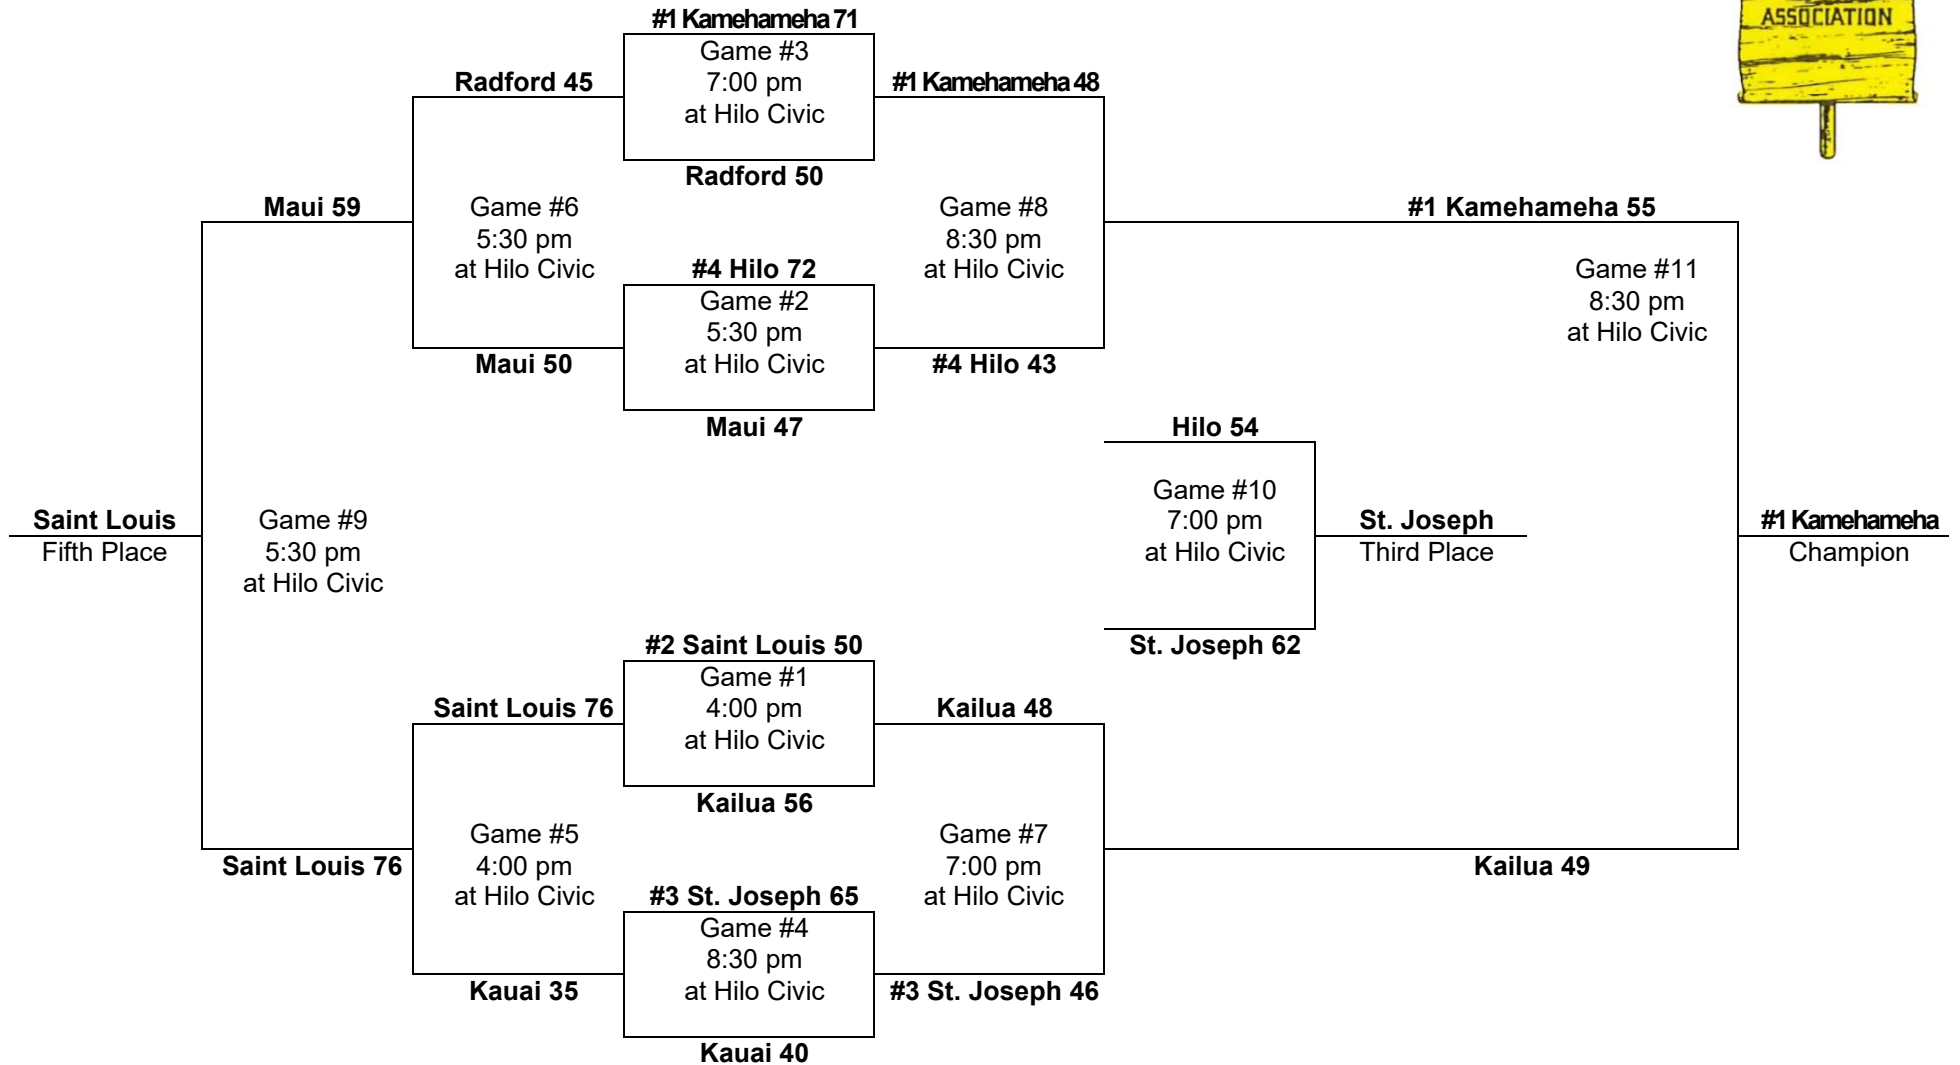 ASSOCIATION
#1 Kamehameha 71
Game #3
7:00 pm
at Hilo Civic
Radford 50
Radford 45
#1 Kamehameha 48
Maui 59
Game #6
5:30 pm
at Hilo Civic
Game #8
8:30 pm
at Hilo Civic
#1 Kamehameha 55
#4 Hilo 72
Game #2
5:30 pm
at Hilo Civic
Maui 47
Maui 50
#4 Hilo 43
Game #11
8:30 pm
at Hilo Civic
Hilo 54
Game #10
7:00 pm
at Hilo Civic
St. Joseph 62
St. Joseph
Third Place
#1 Kamehameha
Champion
Saint Louis
Fifth Place
Game #9
5:30 pm
at Hilo Civic
#2 Saint Louis 50
Game #1
4:00 pm
at Hilo Civic
Kailua 56
Saint Louis 76
Kailua 48
Game #5
4:00 pm
at Hilo Civic
Game #7
7:00 pm
at Hilo Civic
Saint Louis 76
Kailua 49
#3 St. Joseph 65
Game #4
8:30 pm
at Hilo Civic
Kauai 40
Kauai 35
#3 St. Joseph 46